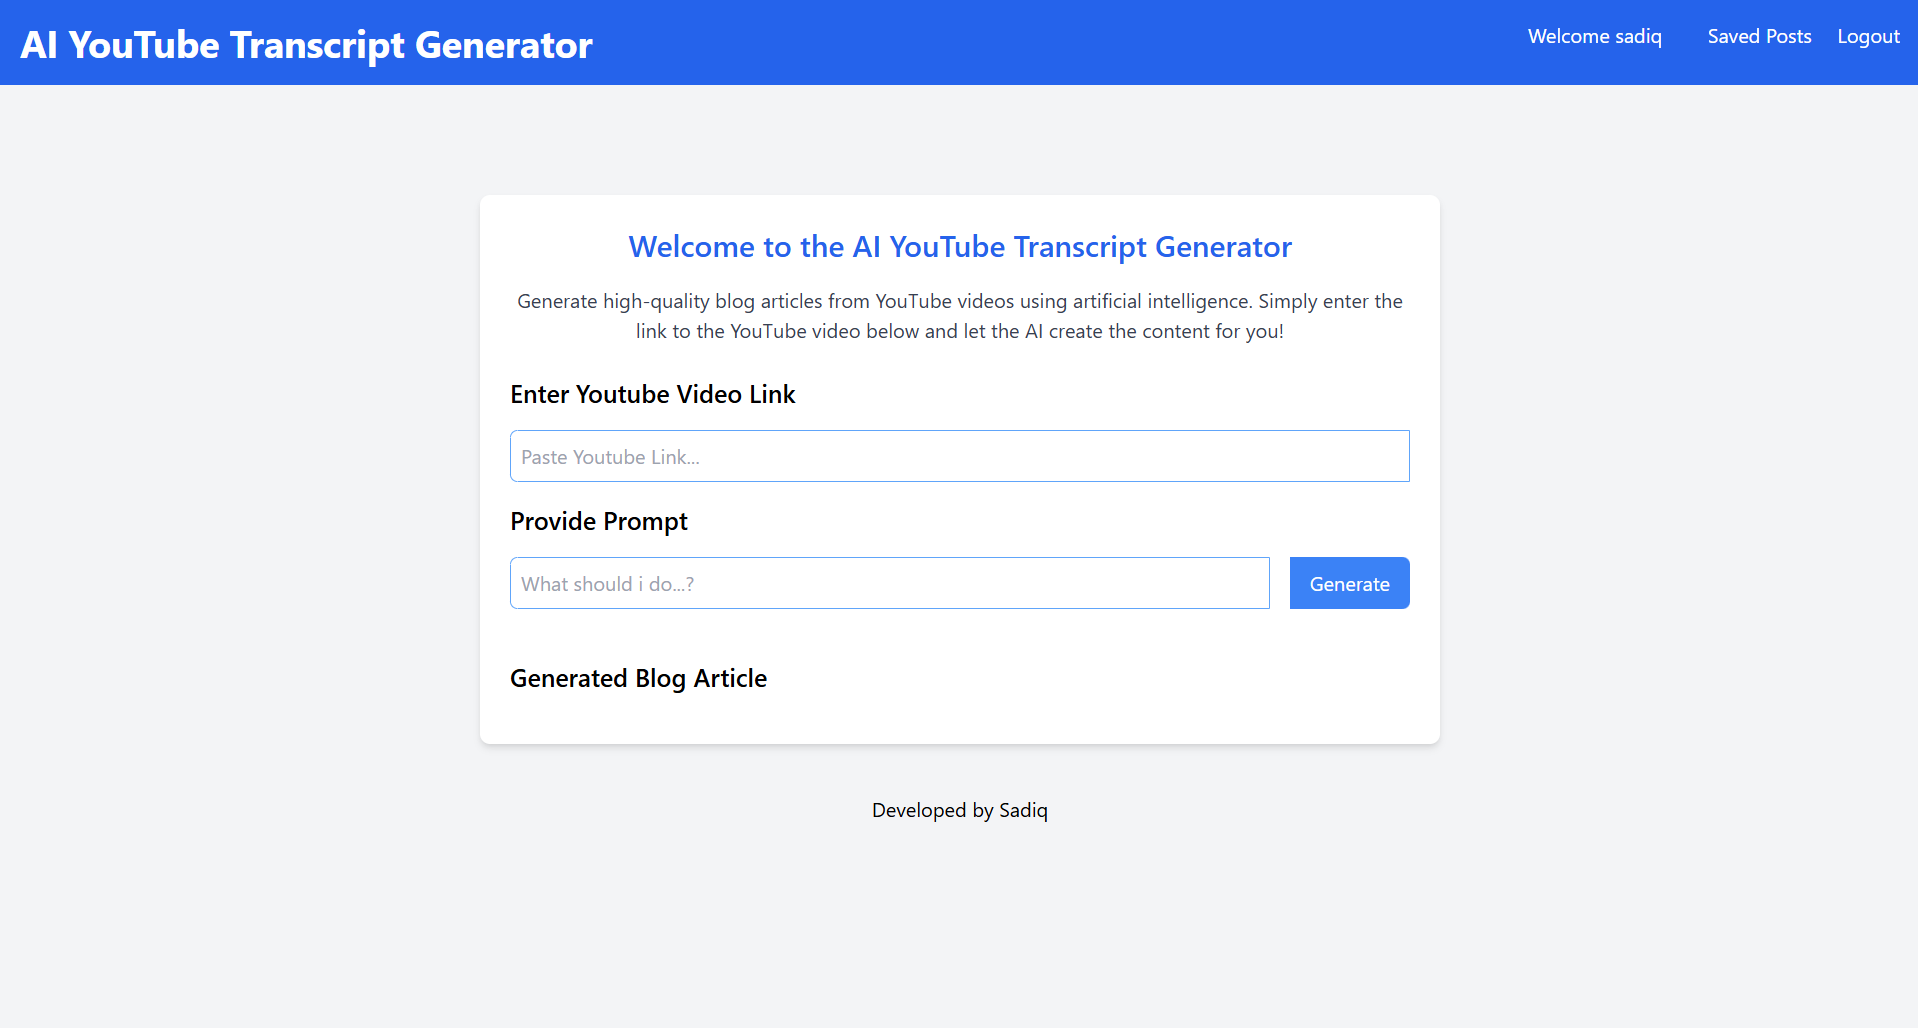 AI YouTube Transcript Generator
Welcome sadiq
Saved Posts
Logout
Welcome to the AI YouTube Transcript Generator
Generate high-quality blog articles from YouTube videos using artificial intelligence. Simply enter the
link to the YouTube video below and let the AI create the content for you!
Enter Youtube Video Link
Paste Youtube Link...
Provide Prompt
What should i do...?
Generate
Generated Blog Article
Developed by Sadiq